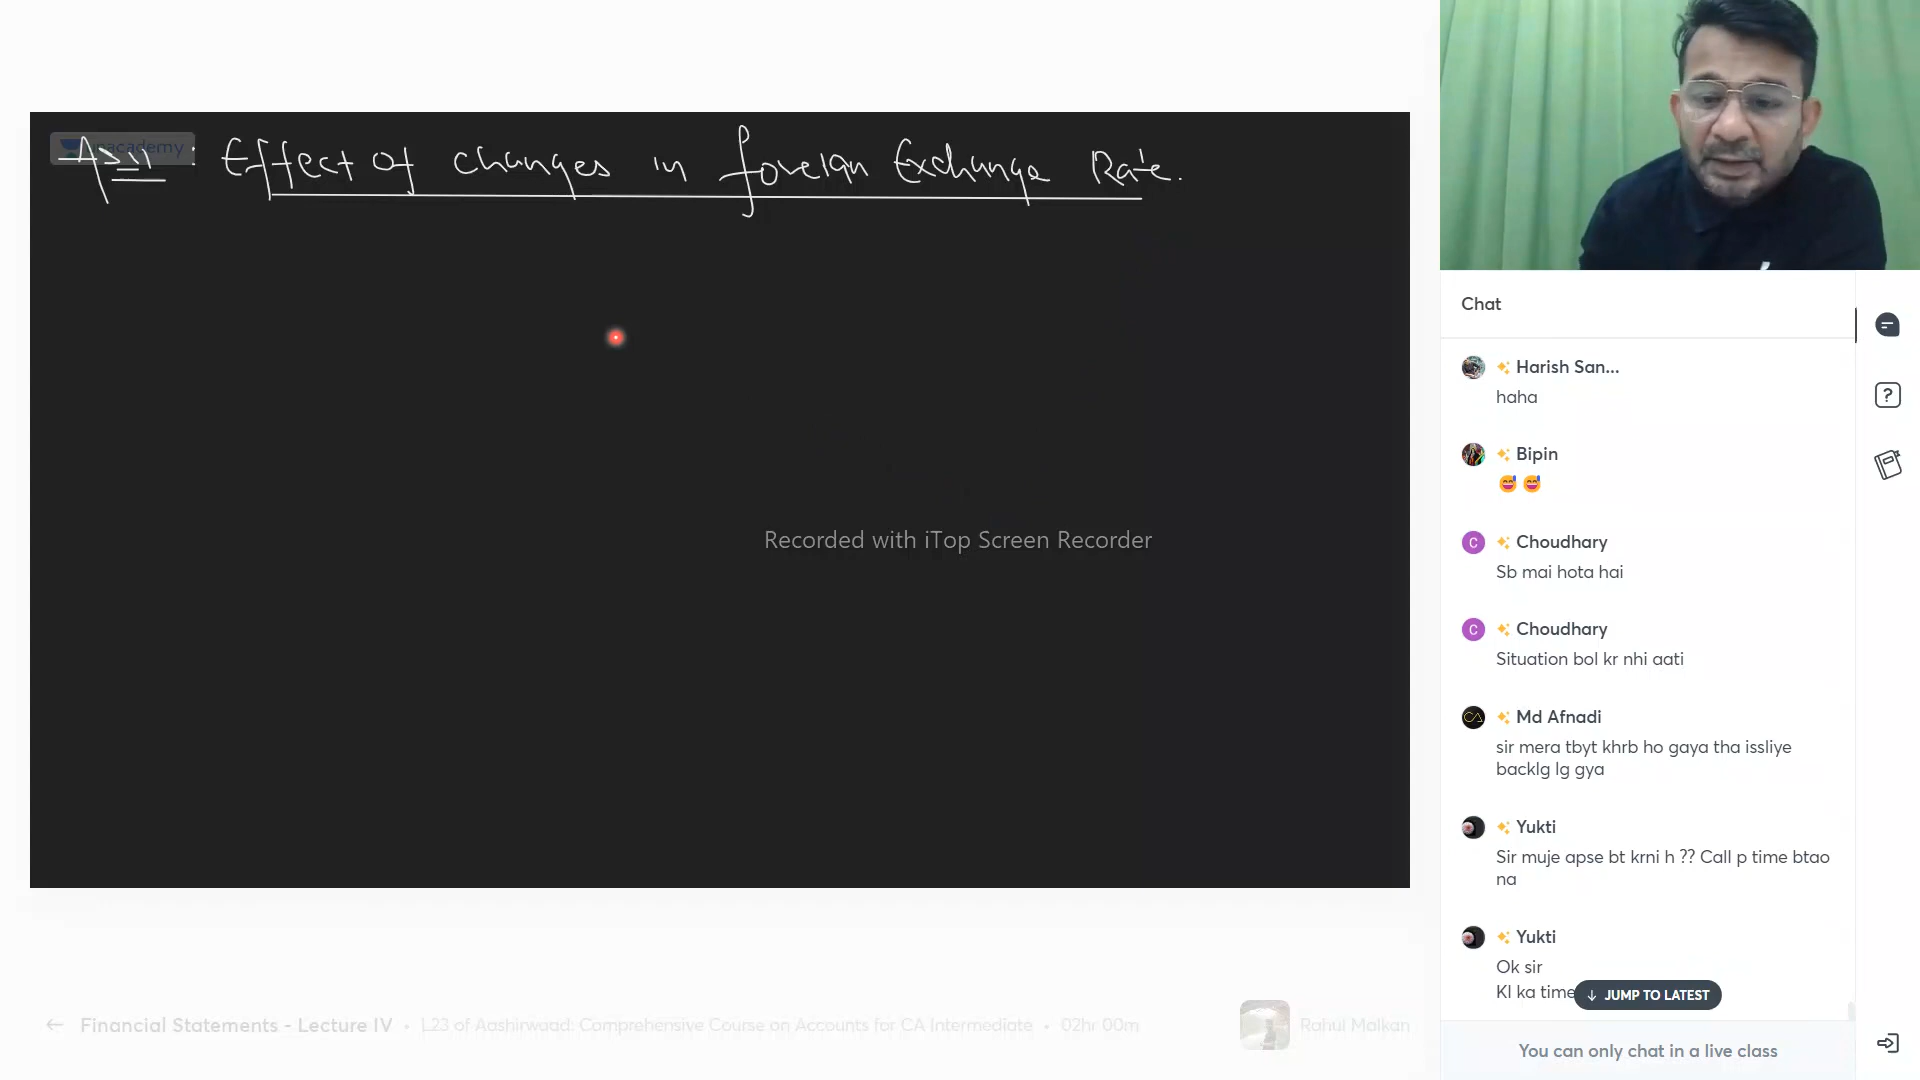 unacademy
AS 11 : Effect of changes in foreign Exchange Rate.
Recorded with iTop Screen Recorder
Financial Statements - Lecture IV • L23 of Aashirwaad: Comprehensive Course on Accounts for CA Intermediate • 02hr 00m
Rahul Malkan
Chat
Harish San...
haha
Bipin
😅 😅
C Choudhary
Sb mai hota hai
C Choudhary
Situation bol kr nhi aati
CA Md Afnadi
sir mera tbyt khrb ho gaya tha issliye
backlg lg gya
Yukti
Sir muje apse bt krni h ?? Call p time btao
na
Yukti
Ok sir
Kl ka time
↓ JUMP TO LATEST
You can only chat in a live class